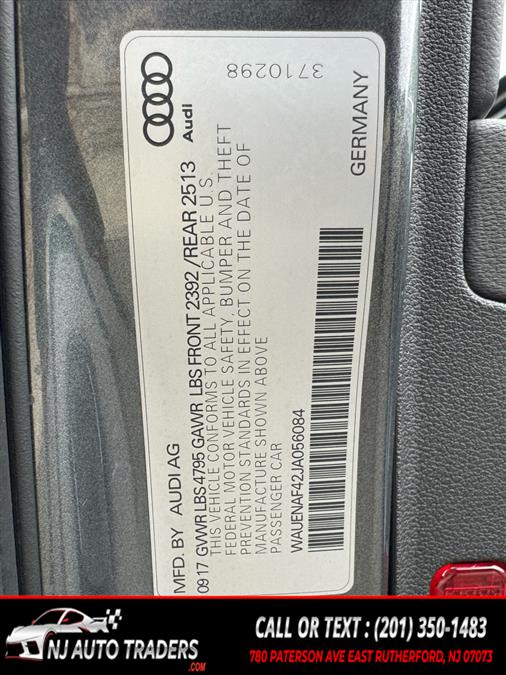 MFD. BY AUDI AG
09 17 GVWR LBS 4795 GAWR LBS FRONT 2392 / REAR 2513
THIS VEHICLE CONFORMS TO ALL APPLICABLE U.S.
FEDERAL MOTOR VEHICLE SAFETY, BUMPER AND THEFT
PREVENTION STANDARDS IN EFFECT ON THE DATE OF
MANUFACTURE SHOWN ABOVE
PASSENGER CAR
WAUENAF42JA056084
Audi
3710298
GERMANY
NJ AUTO TRADERS
.COM
CALL OR TEXT : (201) 350-1483
780 PATERSON AVE EAST RUTHERFORD, NJ 07073